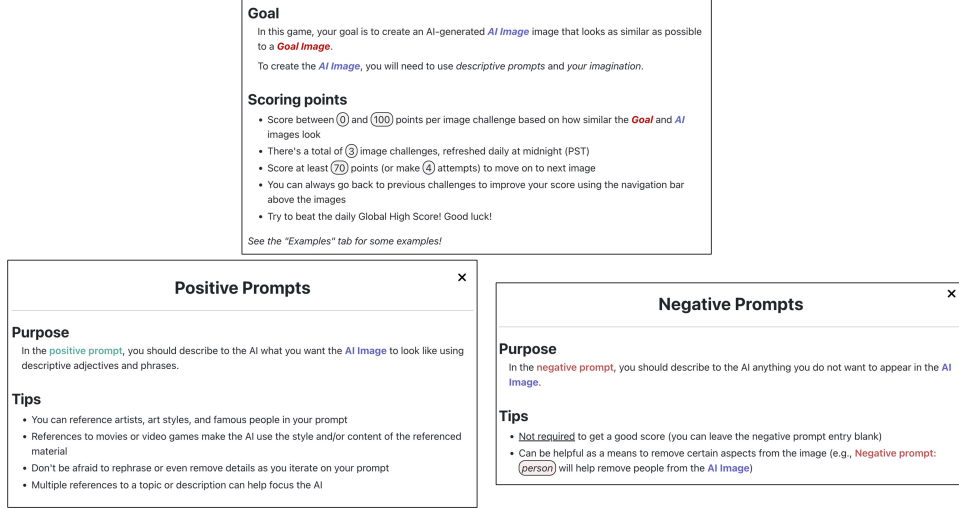 Goal
In this game, your goal is to create an AI-generated AI Image image that looks as similar as possible
to a Goal Image.
To create the AI Image, you will need to use descriptive prompts and your imagination.
Scoring points
• Score between 0 and 100 points per image challenge based on how similar the Goal and AI
images look
• There's a total of 3 image challenges, refreshed daily at midnight (PST)
• Score at least 70 points (or make 4 attempts) to move on to next image
• You can always go back to previous challenges to improve your score using the navigation bar
above the images
• Try to beat the daily Global High Score! Good luck!
See the "Examples" tab for some examples!
×
Positive Prompts
Purpose
In the positive prompt, you should describe to the AI what you want the AI Image to look like using
descriptive adjectives and phrases.
Tips
• You can reference artists, art styles, and famous people in your prompt
• References to movies or video games make the AI use the style and/or content of the referenced
material
• Don't be afraid to rephrase or even remove details as you iterate on your prompt
• Multiple references to a topic or description can help focus the AI
×
Negative Prompts
Purpose
In the negative prompt, you should describe to the AI anything you do not want to appear in the AI
Image.
Tips
• Not required to get a good score (you can leave the negative prompt entry blank)
• Can be helpful as a means to remove certain aspects from the image (e.g., Negative prompt:
person will help remove people from the AI Image)